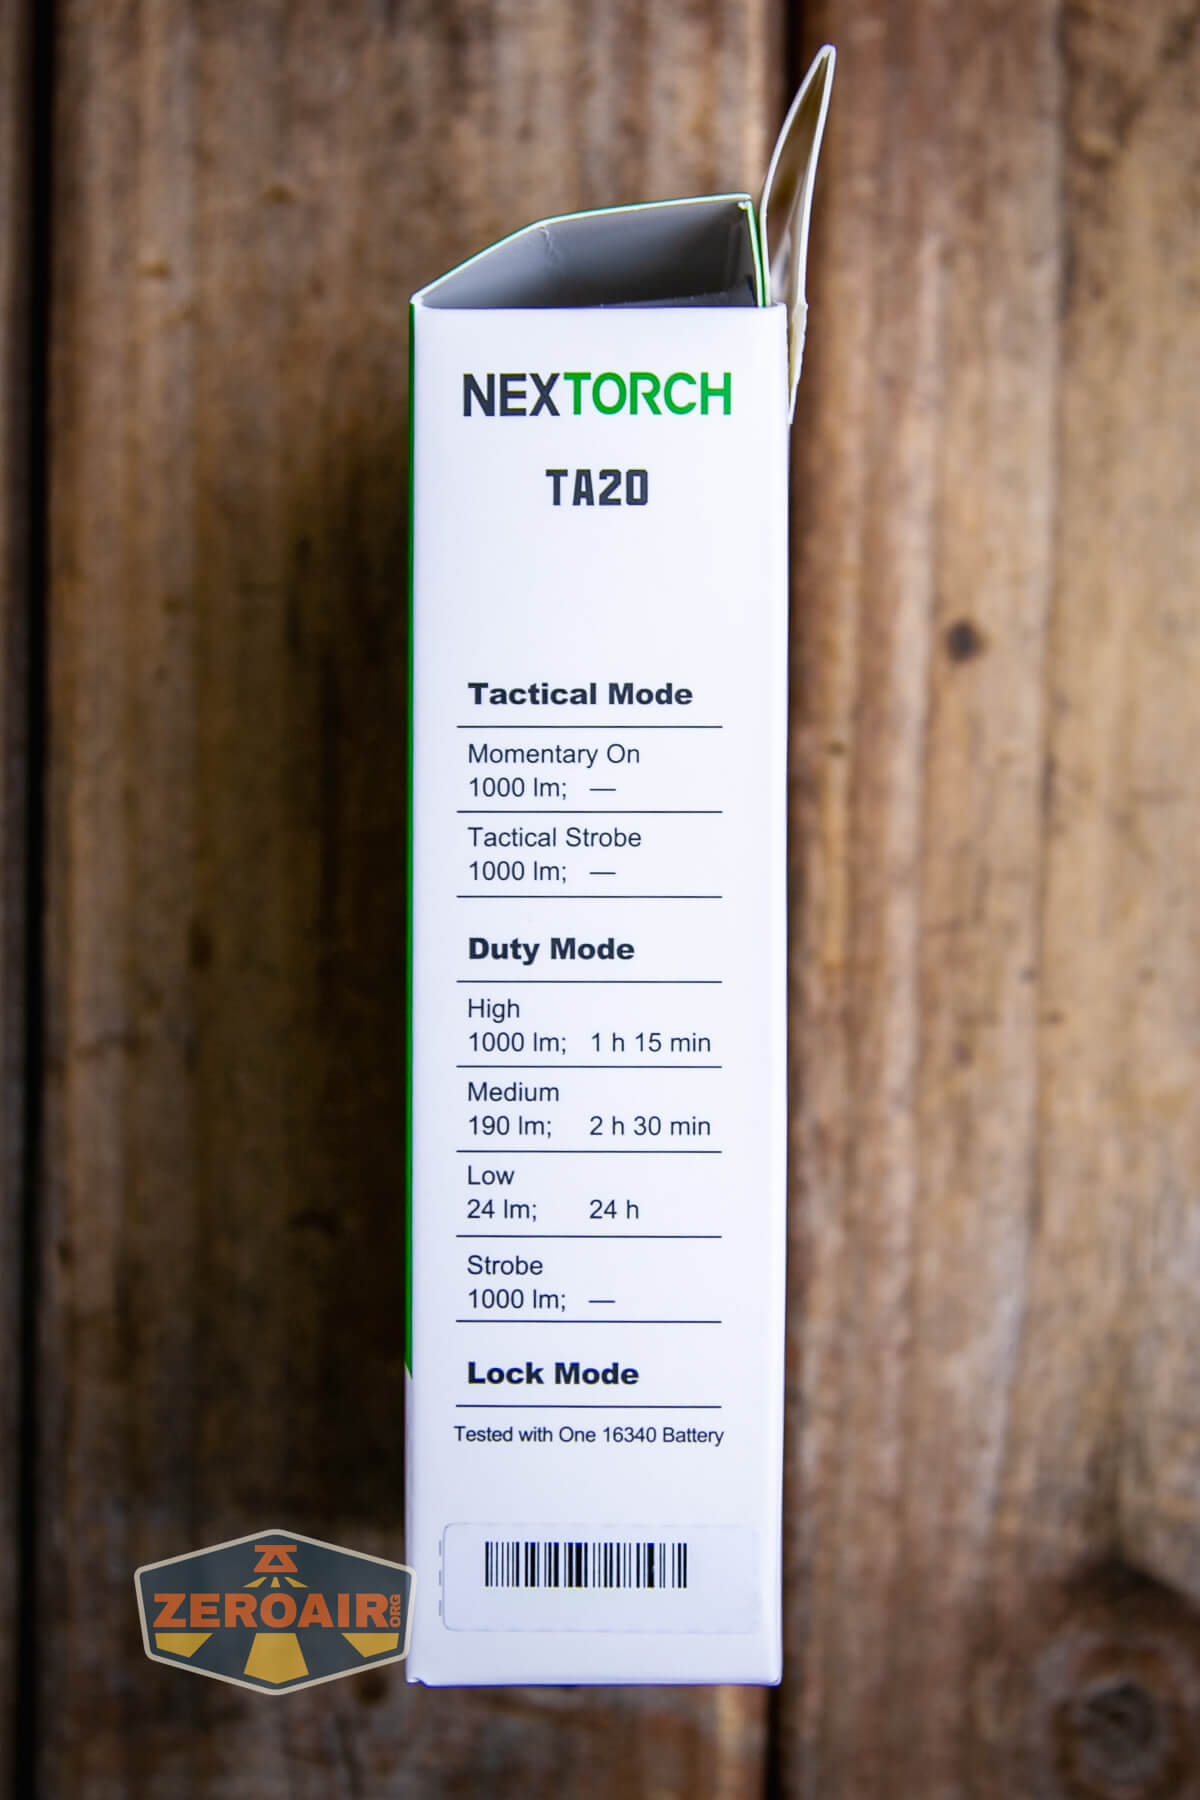 NEXTORCH
TA20
Tactical Mode
Momentary On
1000 lm; —
Tactical Strobe
1000 lm; —
Duty Mode
High
1000 lm; 1 h 15 min
Medium
190 lm; 2 h 30 min
Low
24 lm; 24 h
Strobe
1000 lm; —
Lock Mode
Tested with One 16340 Battery
ZEROAIR.ORG